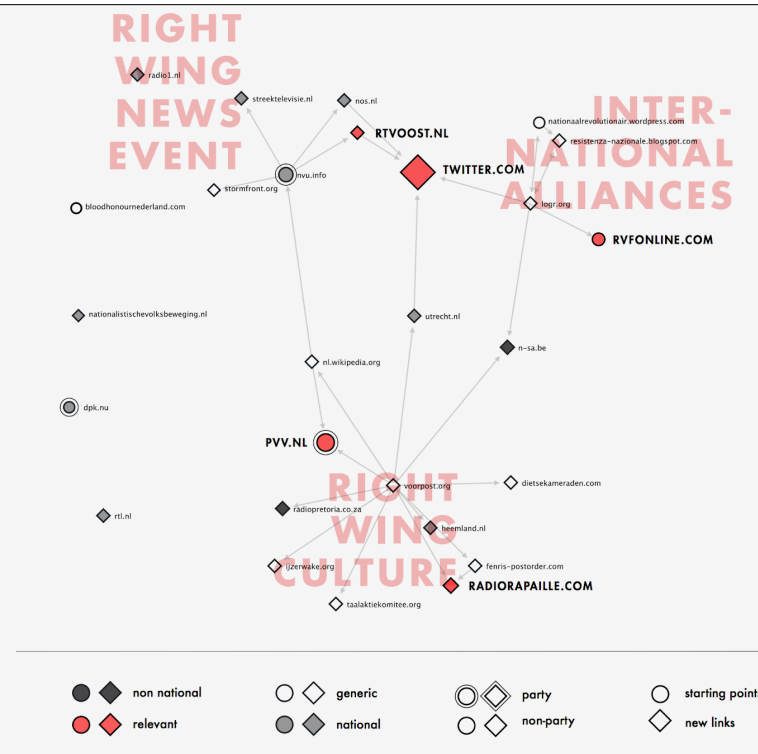 RIGHT
WING
NEWS
EVENT
radio1.nl
streektelevisie.nl
nos.nl
RTVOOST.NL
TWITTER.COM
nvu.info
stormfront.org
bloodhonournederland.com
INTER-
NATIONAL
ALLIANCES
nationaalrevolutionair.wordpress.com
resistenza-nazionale.blogspot.com
logr.org
RVFONLINE.COM
nationalistischevolksbeweging.nl
utrecht.nl
n-sa.be
nl.wikipedia.org
dpk.nu
PVV.NL
RIGHT
WING
CULTURE
voorpost.org
dietsekameraden.com
radiopretoria.co.za
rtl.nl
heemland.nl
ijzerwake.org
fenris-postorder.com
RADIORAPAILLE.COM
taalaktiekomitee.org
non national
generic
party
starting points
relevant
national
non-party
new links